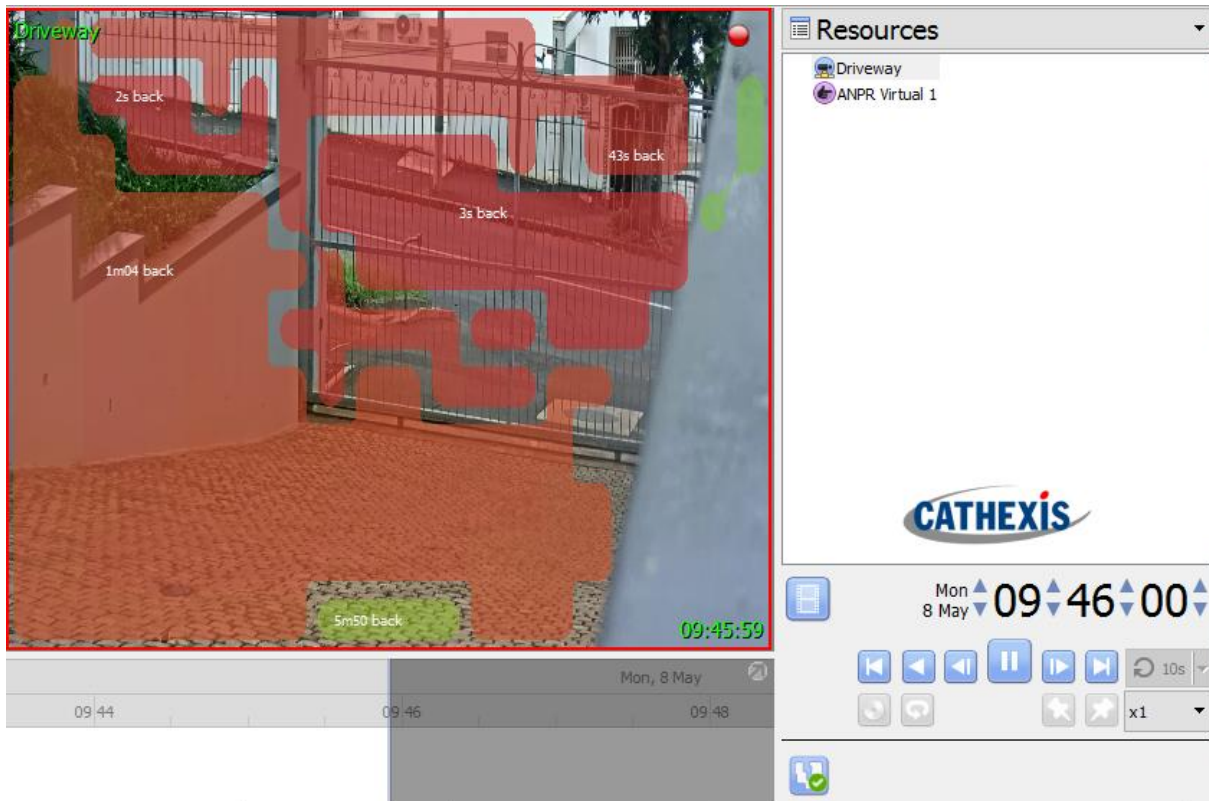 Driveway
2s back
43s back
3s back
1m04 back
5m50 back
09:45:59
Mon, 8 May
09:44
09:46
09:48
Resources
Driveway
ANPR Virtual 1
CATHEXIS
Mon
8 May
09 46 00
10s
x1